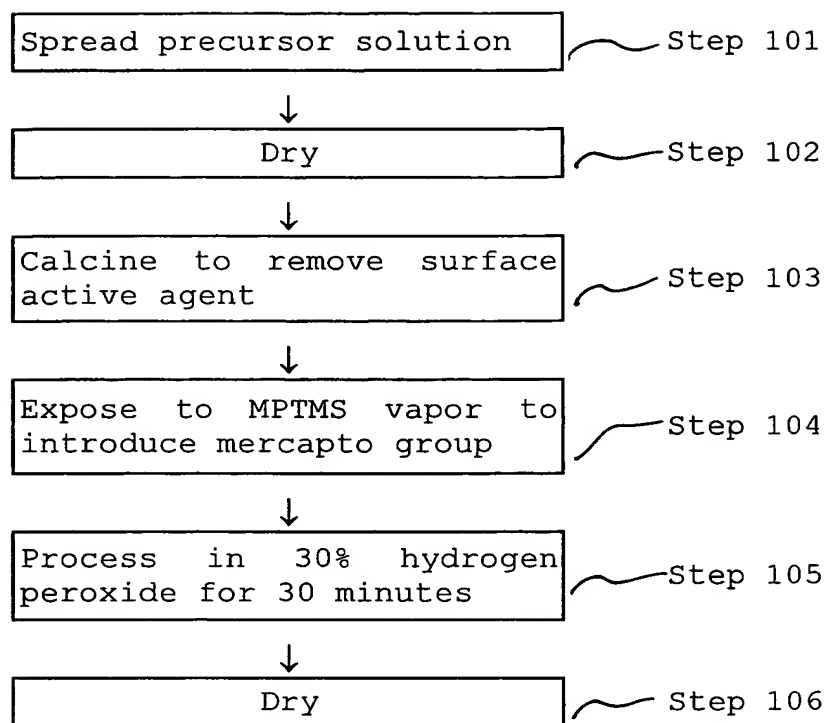 Spread precursor solution
Step 101
↓
Dry
Step 102
↓
Calcine to remove surface
active agent
Step 103
↓
Expose to MPTMS vapor to
introduce mercapto group
Step 104
↓
Process in 30% hydrogen
peroxide for 30 minutes
Step 105
↓
Dry
Step 106